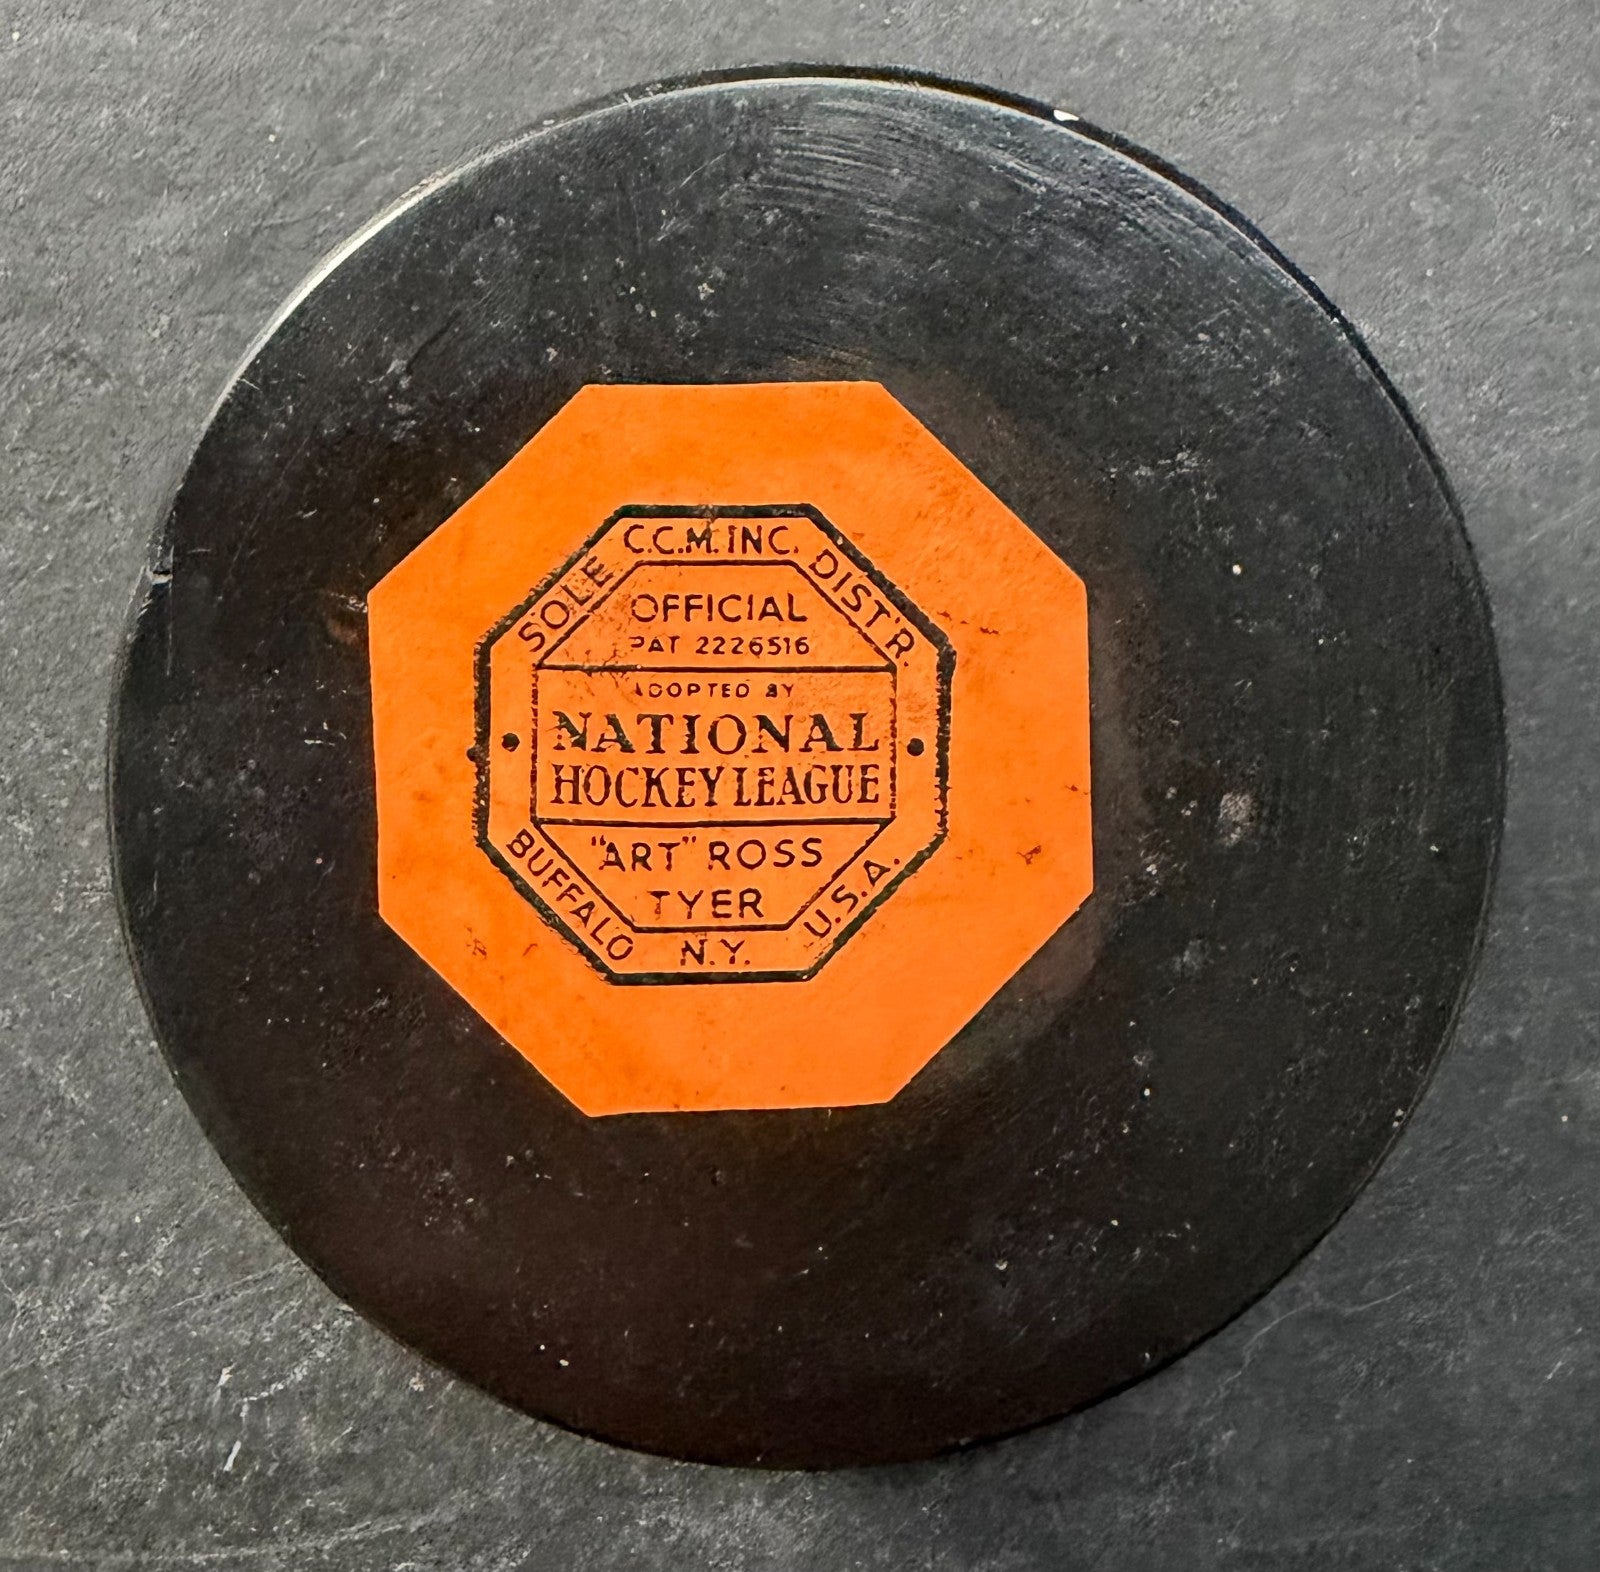 SOLE C.C.M. INC. DIST'R.
OFFICIAL
PAT 2226516
ADOPTED BY
NATIONAL
HOCKEY LEAGUE
"ART" ROSS
TYER
BUFFALO N.Y. U.S.A.